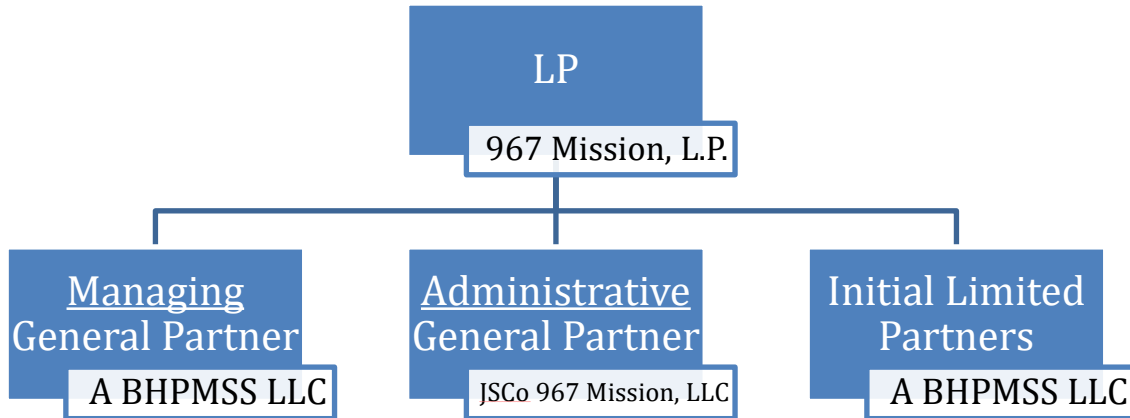 LP
967 Mission, L.P.
Managing
General Partner
A BHPMSS LLC
Administrative
General Partner
JSCo 967 Mission, LLC
Initial Limited
Partners
A BHPMSS LLC